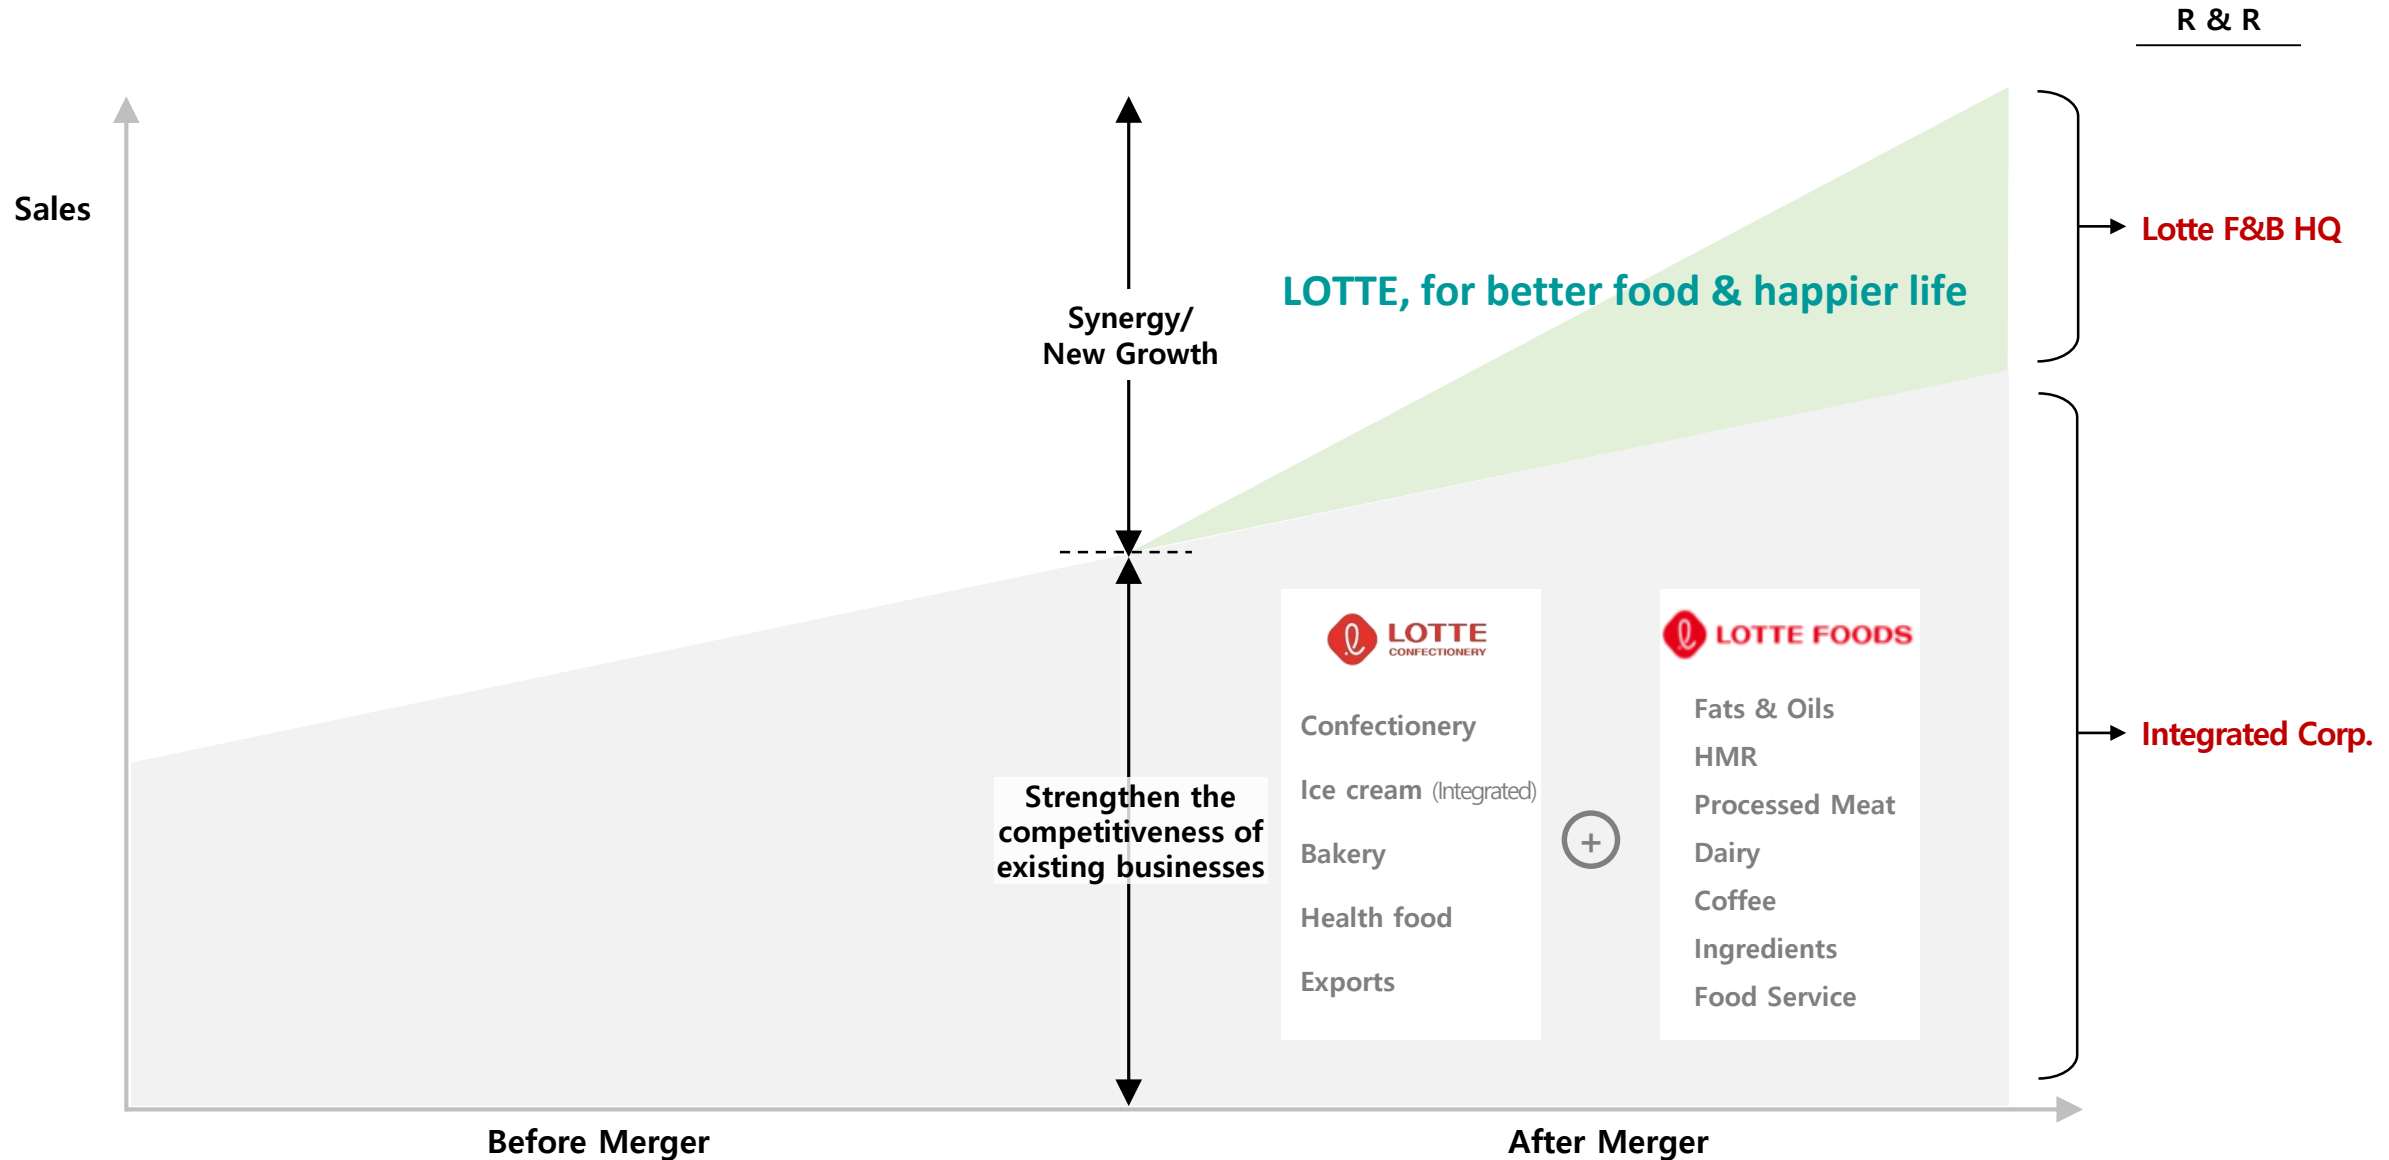 R & R
Sales
Synergy/
New Growth
LOTTE, for better food & happier life
Lotte F&B HQ
Strengthen the
competitiveness of
existing businesses
LOTTE
CONFECTIONERY
Confectionery
Ice cream (Integrated)
Bakery
Health food
Exports
+
LOTTE FOODS
Fats & Oils
HMR
Processed Meat
Dairy
Coffee
Ingredients
Food Service
Integrated Corp.
Before Merger
After Merger